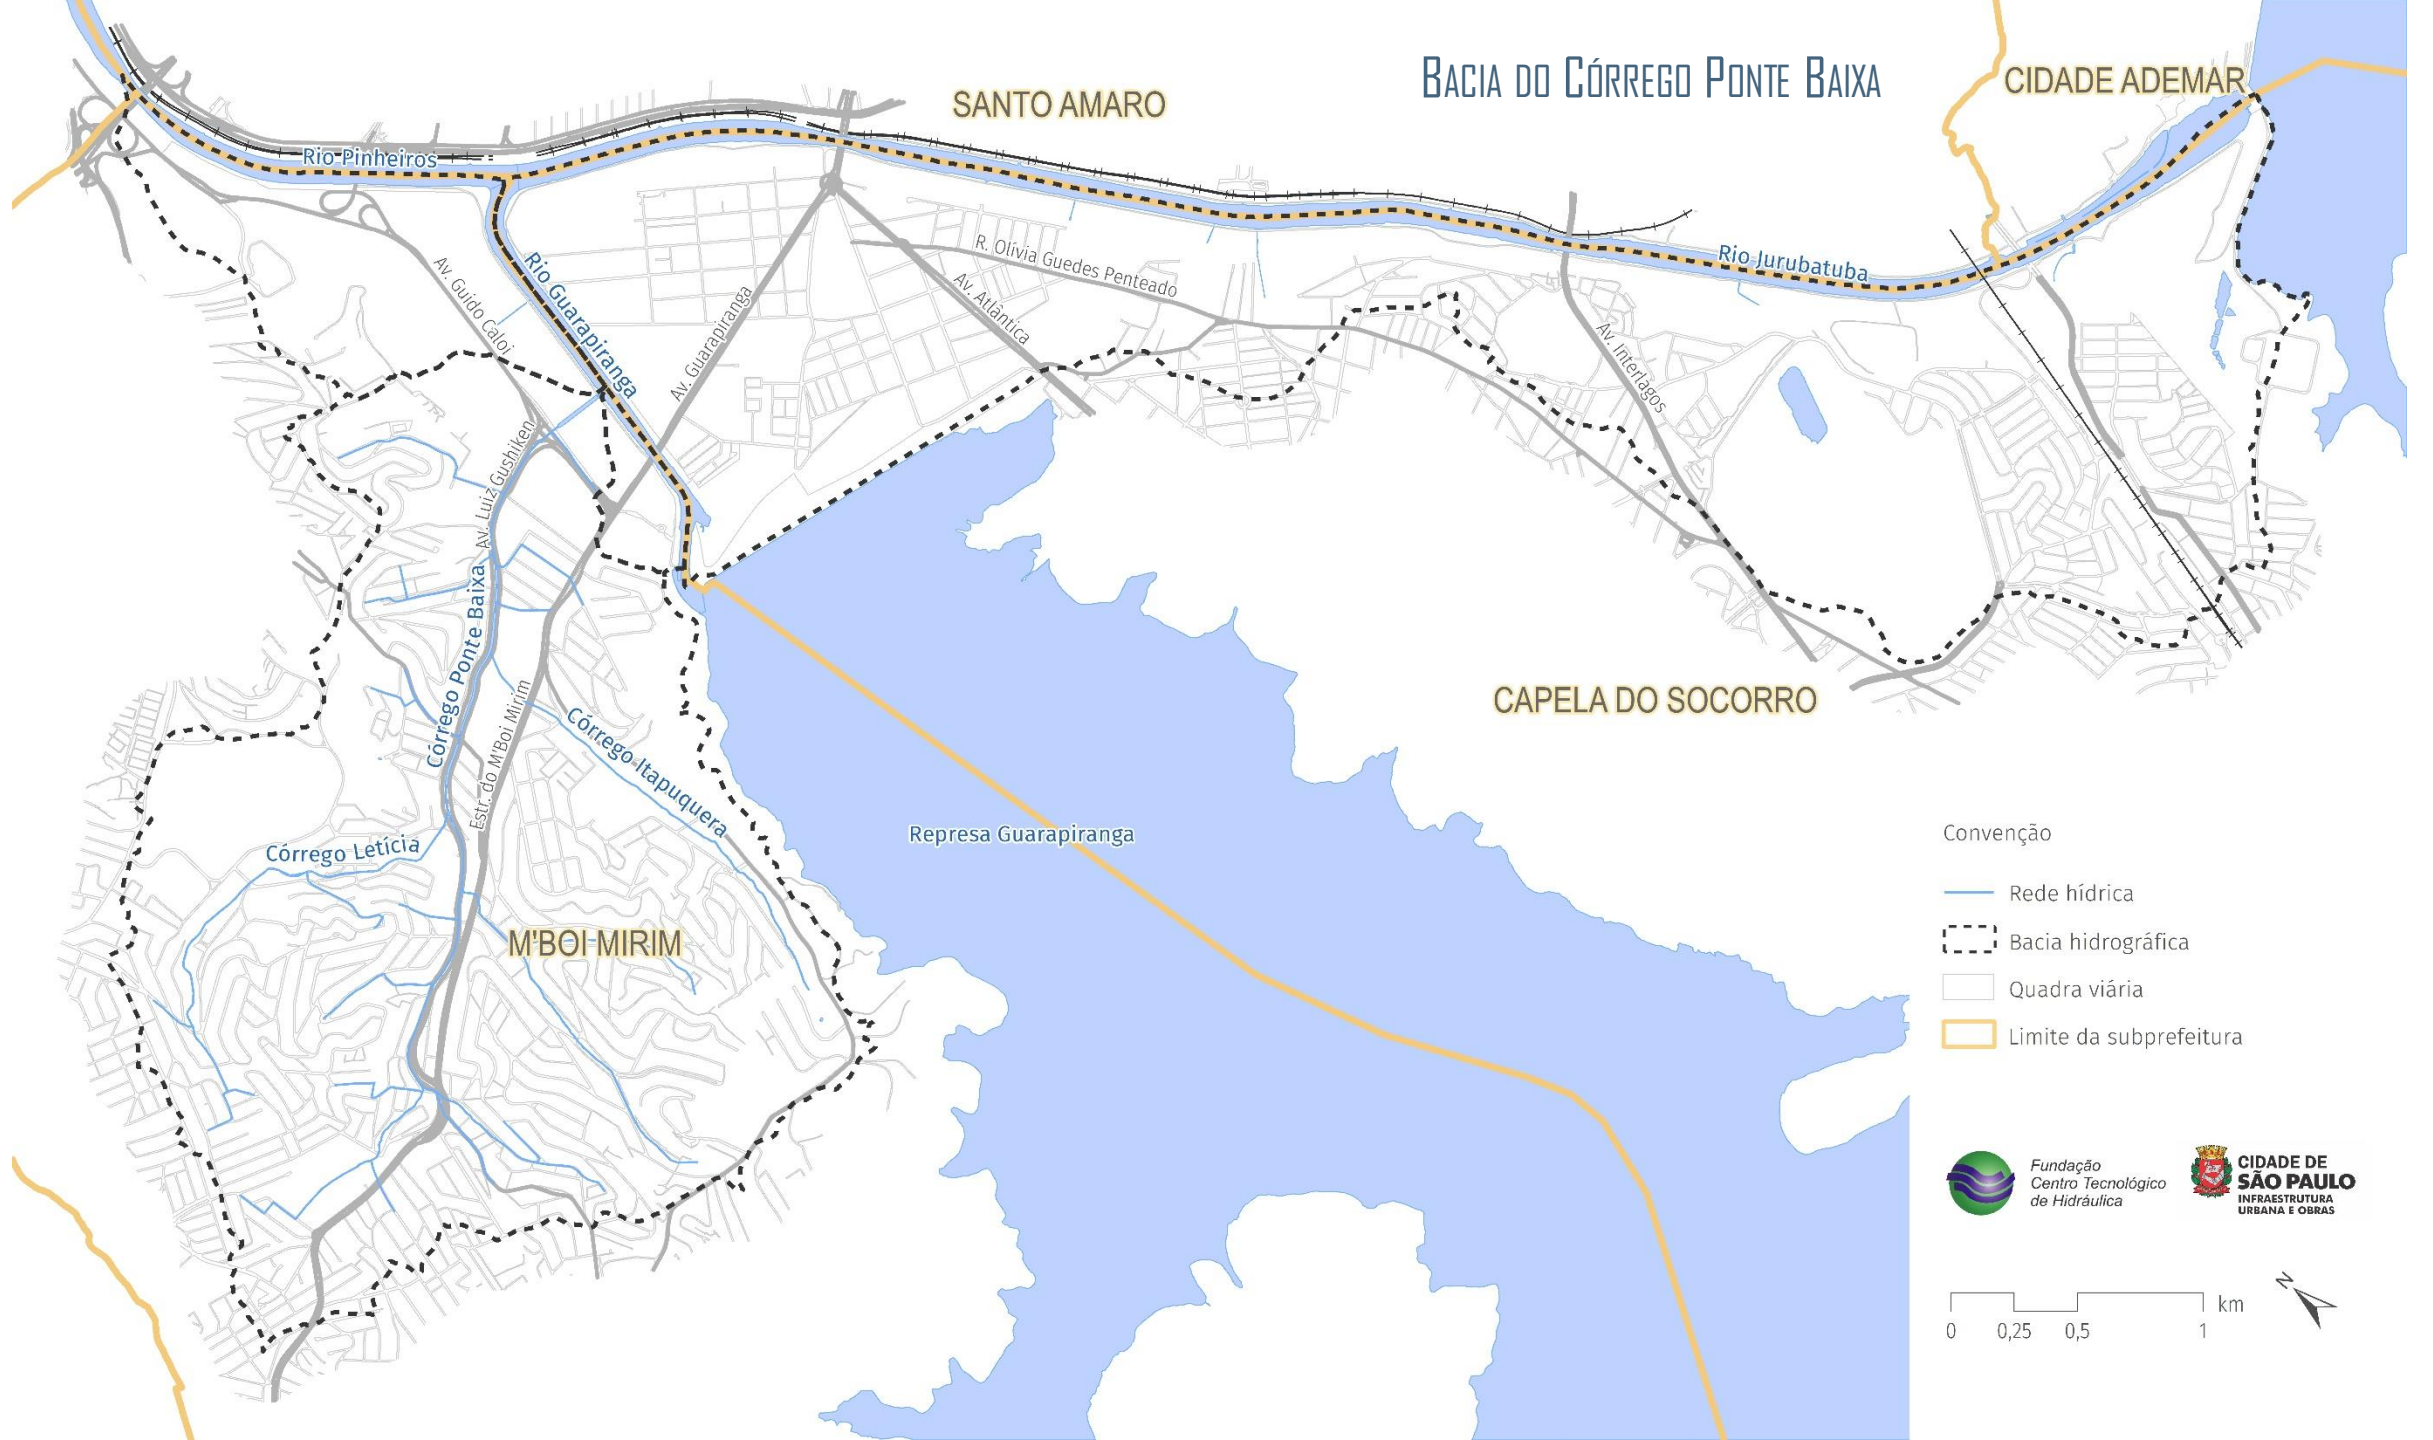 BACIA DO CÓRREGO PONTE BAIXA
CIDADE ADEMAR
SANTO AMARO
Rio Pinheiros
Rio Jurubatuba
R. Olívia Guedes Penteado
Av. Guido Caloi
Rio Guarapiranga
Av. Guarapiranga
Av. Atlântica
Av. Interlagos
Av. Luiz Gushiken
Córrego Ponte Baixa
Estr. do M'Boi Mirim
Córrego Itapuquera
CAPELA DO SOCORRO
Represa Guarapiranga
Córrego Letícia
M'BOI MIRIM
Convenção
Rede hídrica
Bacia hidrográfica
Quadra viária
Limite da subprefeitura
Fundação
Centro Tecnológico
de Hidráulica
CIDADE DE
SÃO PAULO
INFRAESTRUTURA
URBANA E OBRAS
N
km
0 0,25 0,5 1